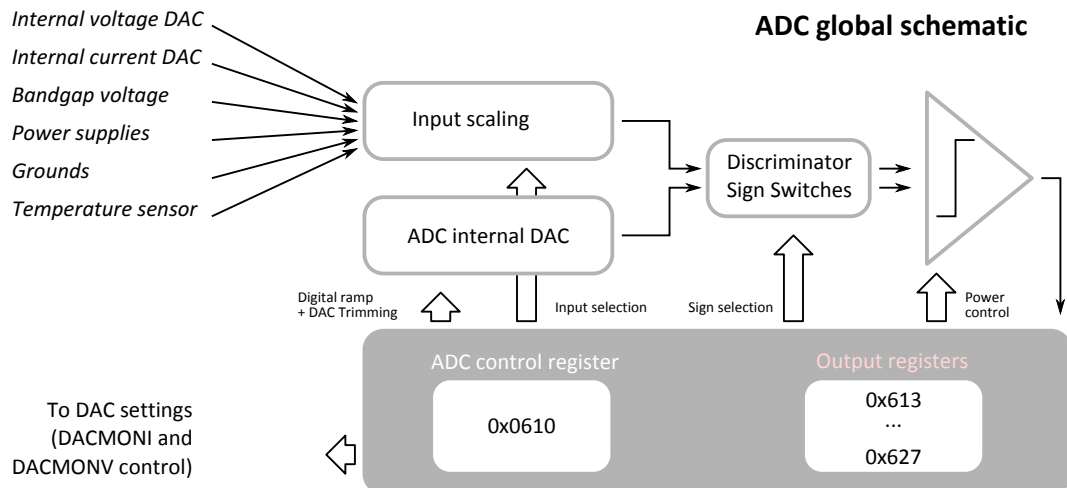 ADC global schematic
Internal voltage DAC
Internal current DAC
Bandgap voltage
Power supplies
Grounds
Temperature sensor
Input scaling
ADC internal DAC
Discriminator
Sign Switches
Digital ramp
+ DAC Trimming
Input selection
Sign selection
Power
control
ADC control register
0x0610
Output registers
0x613
...
0x627
To DAC settings
(DACMONI and
DACMONV control)